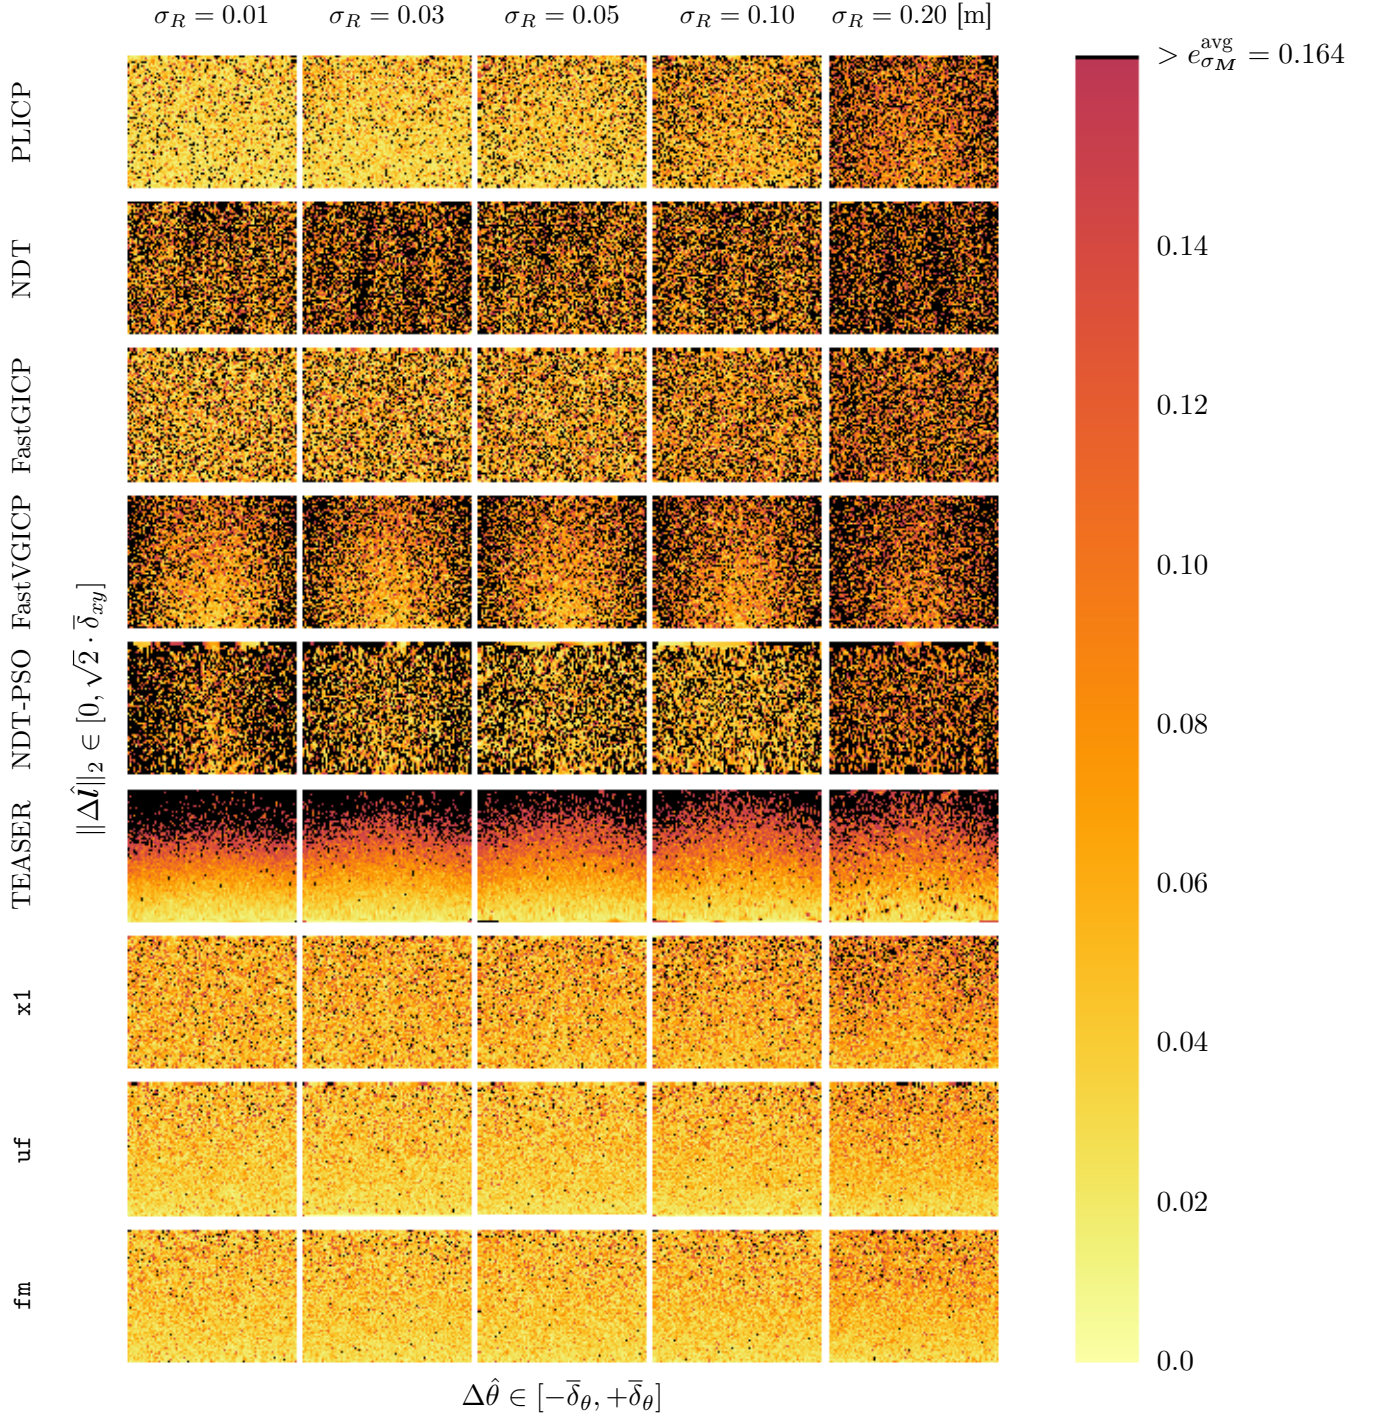 σ_R = 0.01 σ_R = 0.03 σ_R = 0.05 σ_R = 0.10 σ_R = 0.20 [m]
PLICP
NDT
FastGICP
FastVGICP
NDT-PSO
TEASER
x1
uf
fm
||Δl̂||₂ ∈ [0, √2 · δ̅_xy]
Δθ̂ ∈ [−δ̅_θ, +δ̅_θ]
> e^avg_σ_M = 0.164
0.14
0.12
0.10
0.08
0.06
0.04
0.02
0.0